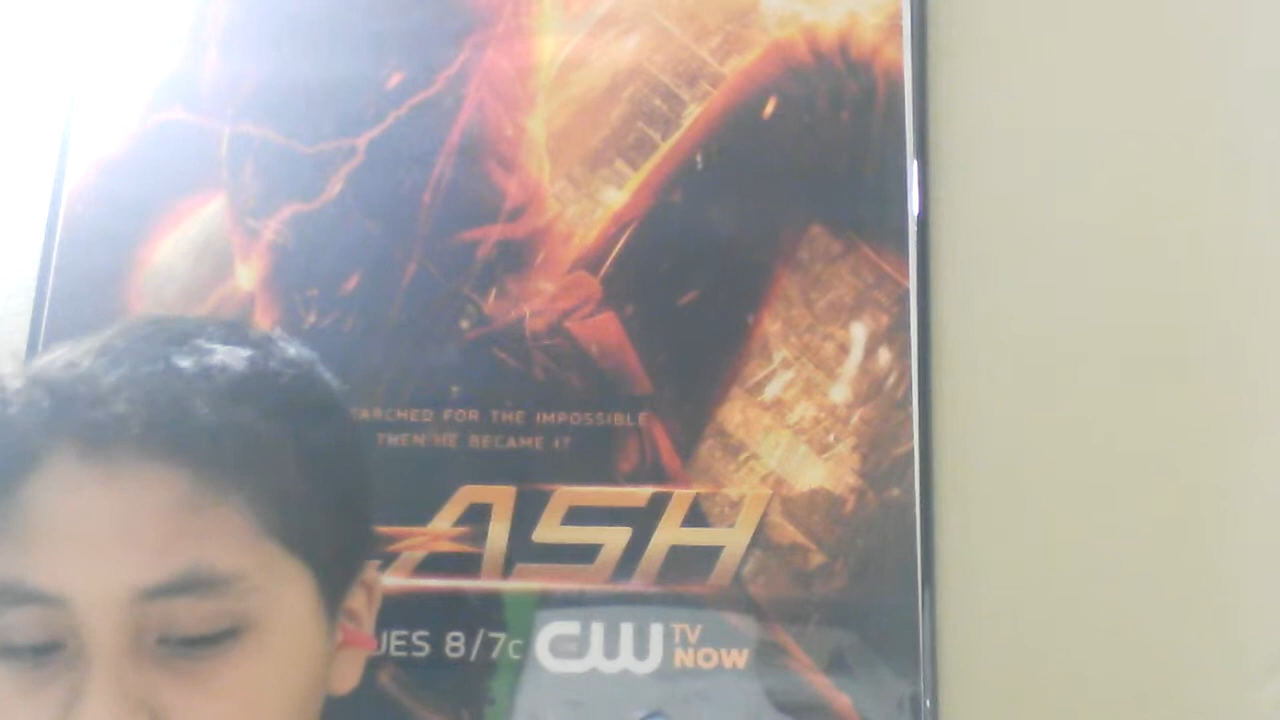 ARCHED FOR THE IMPOSSIBLE
THEN HE BECAME IT
ASH
UES 8/7c CW TV NOW